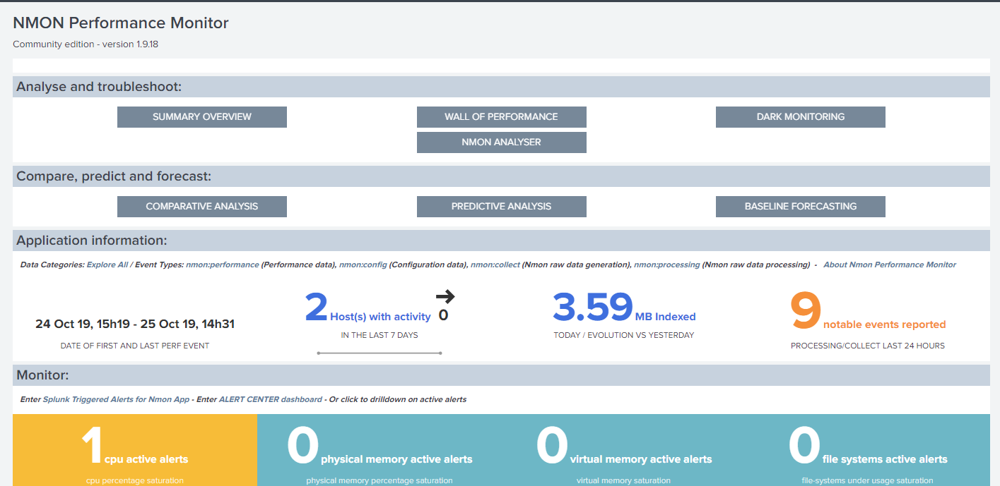 NMON Performance Monitor
Community edition - version 1.9.18
Analyse and troubleshoot:
SUMMARY OVERVIEW
WALL OF PERFORMANCE
DARK MONITORING
NMON ANALYSER
Compare, predict and forecast:
COMPARATIVE ANALYSIS
PREDICTIVE ANALYSIS
BASELINE FORECASTING
Application information:
Data Categories: Explore All / Event Types: nmon:performance (Performance data), nmon:config (Configuration data), nmon:collect (Nmon raw data generation), nmon:processing (Nmon raw data processing) - About Nmon Performance Monitor
24 Oct 19, 15h19 - 25 Oct 19, 14h31
DATE OF FIRST AND LAST PERF EVENT
2 Host(s) with activity 0
IN THE LAST 7 DAYS
3.59 MB Indexed
TODAY / EVOLUTION VS YESTERDAY
9 notable events reported
PROCESSING/COLLECT LAST 24 HOURS
Monitor:
Enter Splunk Triggered Alerts for Nmon App - Enter ALERT CENTER dashboard - Or click to drilldown on active alerts
1 cpu active alerts
cpu percentage saturation
0 physical memory active alerts
physical memory percentage saturation
0 virtual memory active alerts
virtual memory saturation
0 file systems active alerts
file-systems under usage saturation